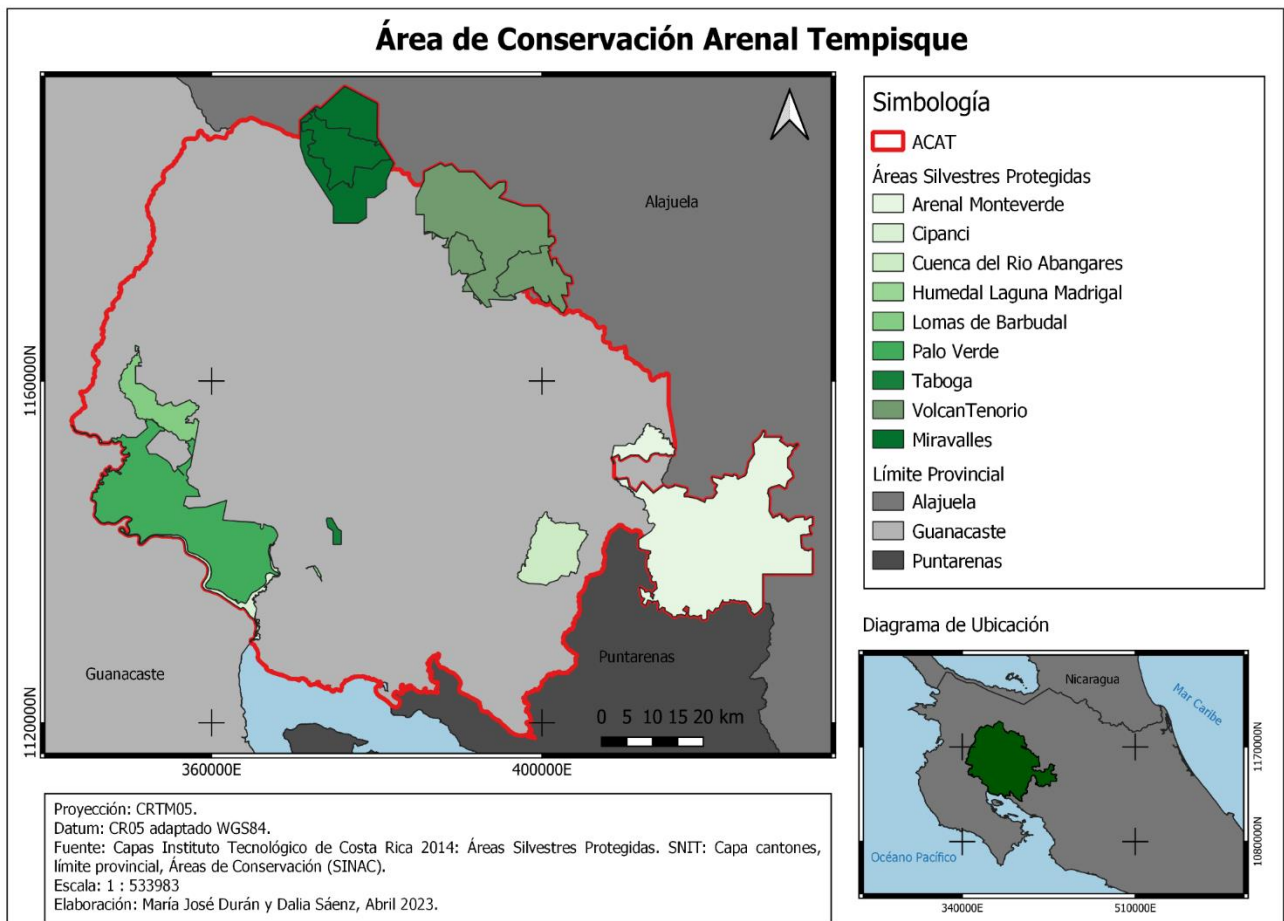 Área de Conservación Arenal Tempisque
Alajuela
Guanacaste
Puntarenas
0 5 10 15 20 km
1160000N
1120000N
360000E
400000E
Simbología
ACAT
Áreas Silvestres Protegidas
Arenal Monteverde
Cipanci
Cuenca del Rio Abangares
Humedal Laguna Madrigal
Lomas de Barbudal
Palo Verde
Taboga
VolcanTenorio
Miravalles
Límite Provincial
Alajuela
Guanacaste
Puntarenas
Diagrama de Ubicación
Nicaragua
Mar Caribe
Océano Pacífico
1170000N
1080000N
340000E
510000E
Proyección: CRTM05.
Datum: CR05 adaptado WGS84.
Fuente: Capas Instituto Tecnológico de Costa Rica 2014: Áreas Silvestres Protegidas. SNIT: Capa cantones,
límite provincial, Áreas de Conservación (SINAC).
Escala: 1 : 533983
Elaboración: María José Durán y Dalia Sáenz, Abril 2023.